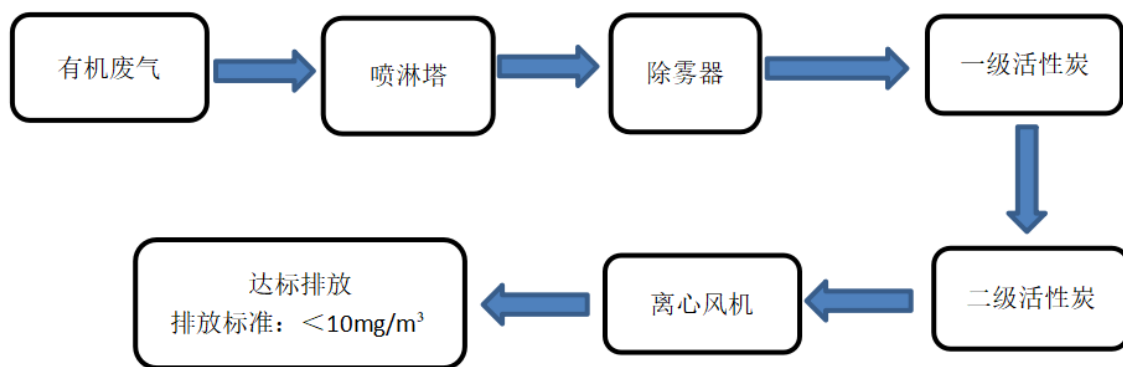 有机废气
喷淋塔
除雾器
一级活性炭
二级活性炭
离心风机
达标排放
排放标准：＜10mg/m³